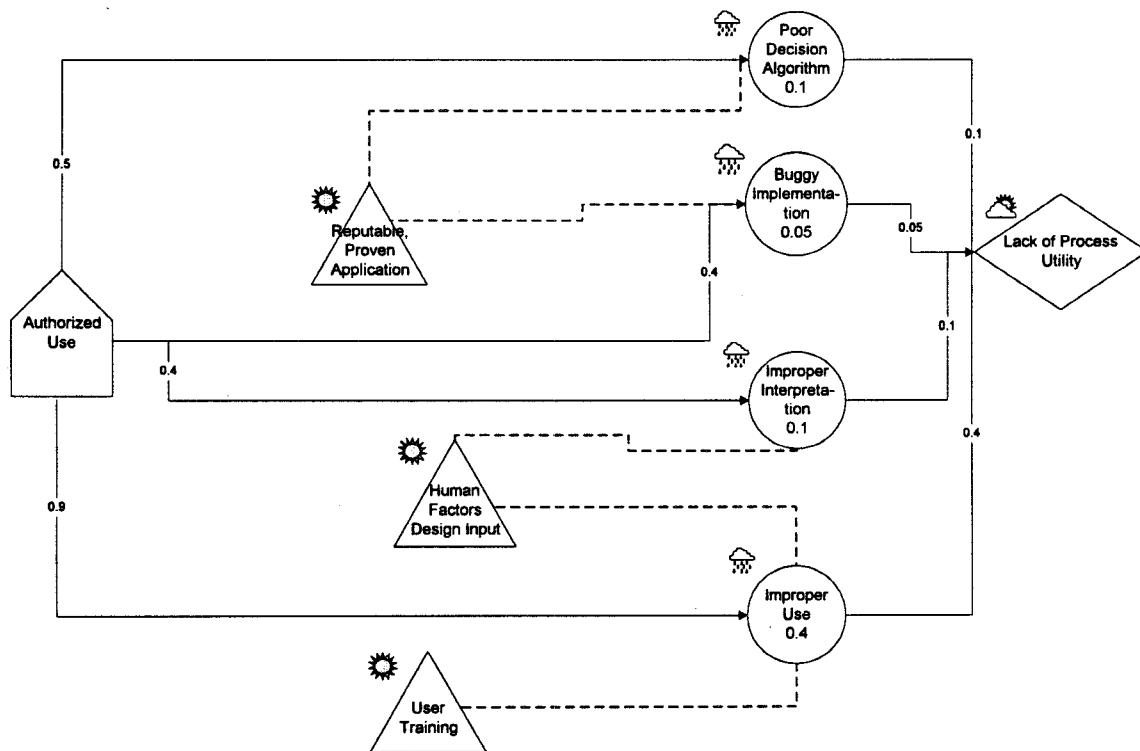 Poor
Decision
Algorithm
0.1
0.5
0.1
Buggy
Implementa-
tion
0.05
0.05
Reputable,
Proven
Application
Lack of Process
Utility
0.4
Authorized
Use
0.1
0.4
Improper
Interpreta-
tion
0.1
0.4
Human
Factors
Design Input
0.9
Improper
Use
0.4
User
Training